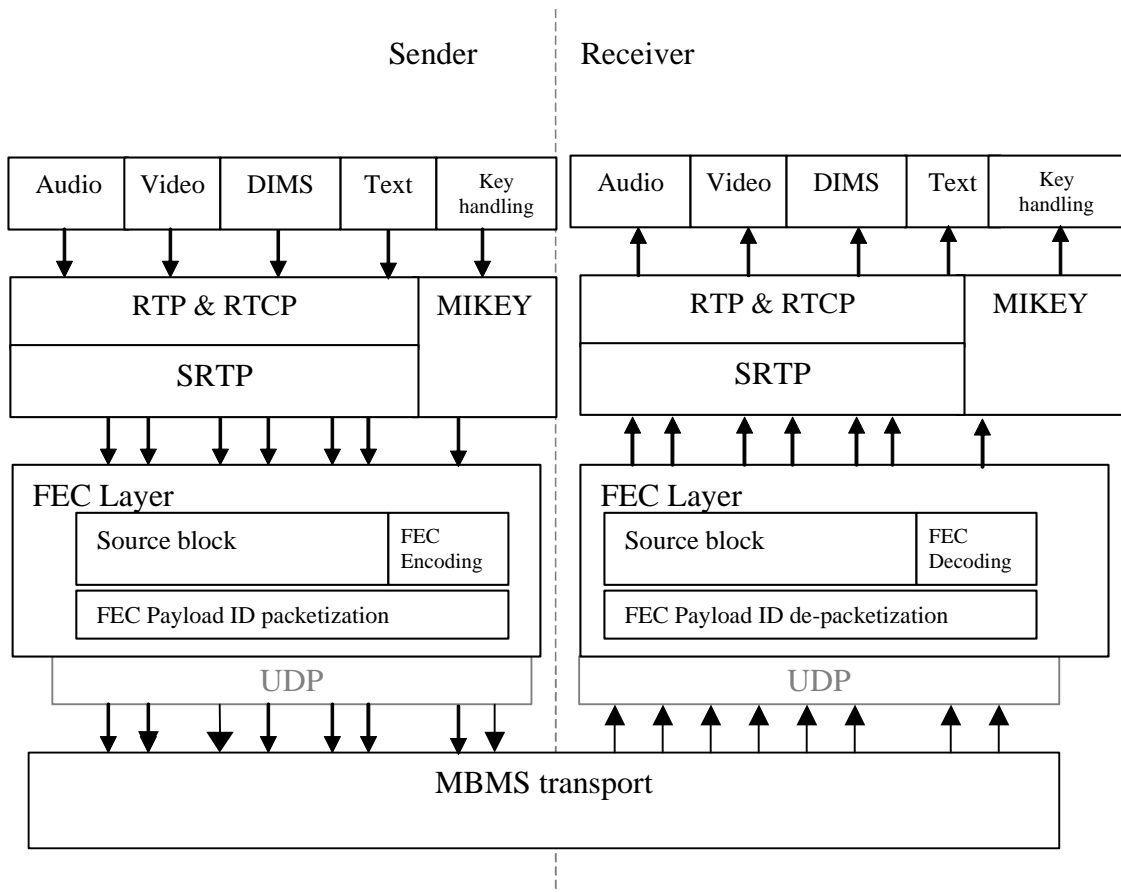 Sender Receiver
Audio Video DIMS Text Key handling Audio Video DIMS Text Key handling
RTP & RTCP MIKEY RTP & RTCP MIKEY
SRTP SRTP
FEC Layer FEC Layer
Source block FEC Encoding Source block FEC Decoding
FEC Payload ID packetization FEC Payload ID de-packetization
UDP UDP
MBMS transport